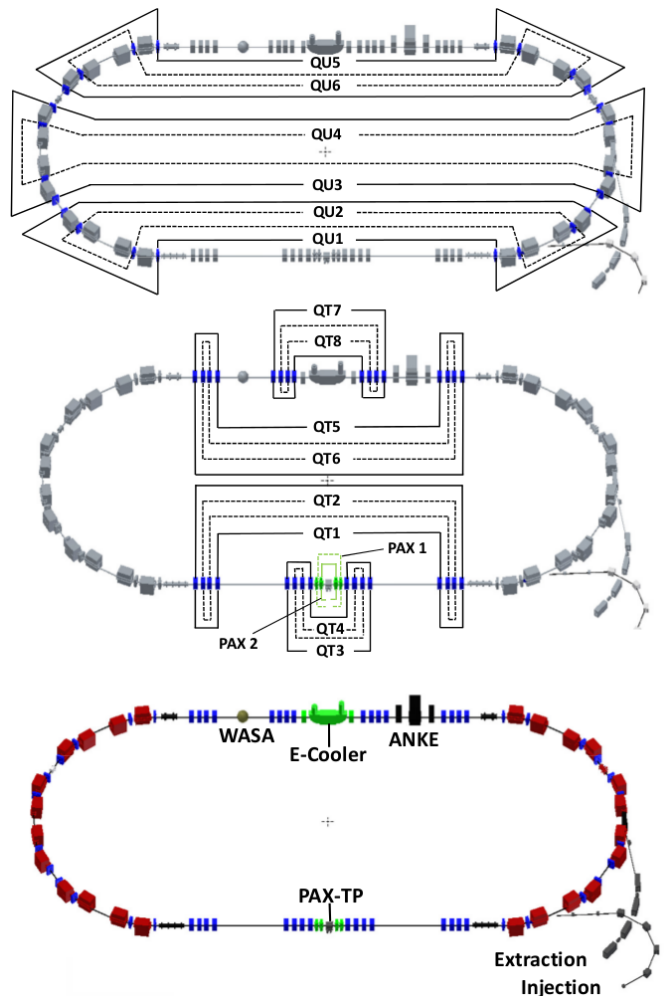 QU5
QU6
QU4
QU3
QU2
QU1
QT7
QT8
QT5
QT6
QT2
QT1
PAX 1
PAX 2
QT4
QT3
WASA
E-Cooler
ANKE
PAX-TP
Extraction
Injection